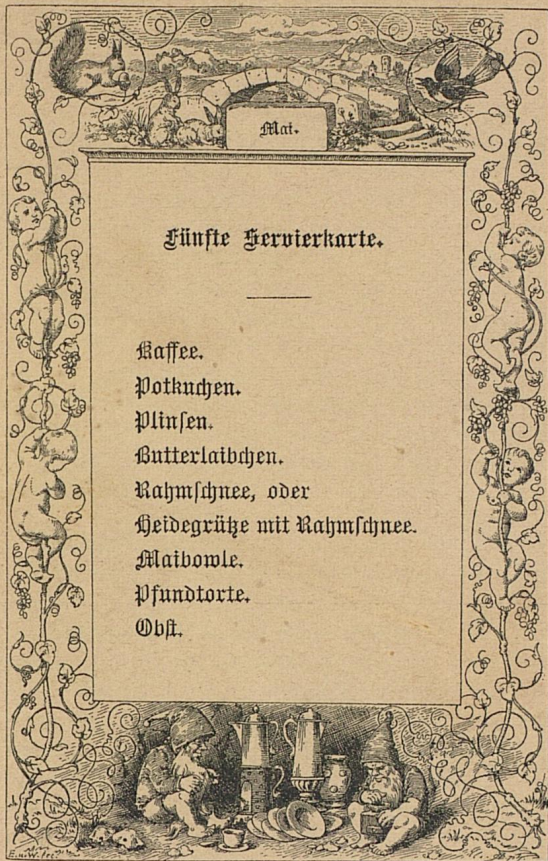 Mai.
Fünfte Servierkarte.
Kaffee.
Potkuchen.
Plinsen.
Butterlaibchen.
Rahmschnee, oder
Heidegrütze mit Rahmschnee.
Maibowle.
Pfundtorte.
Obst.